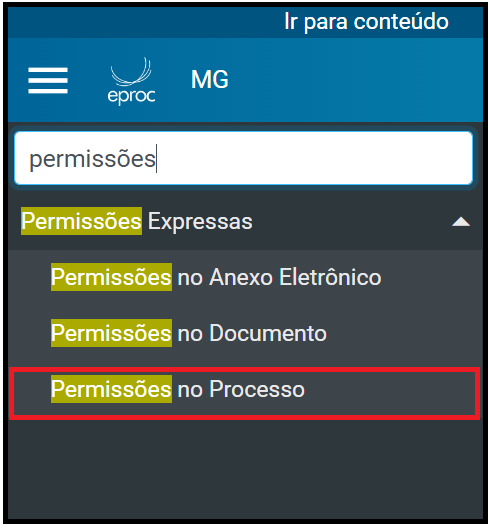 Ir para conteúdo
eproc
MG
permissões
Permissões Expressas
Permissões no Anexo Eletrônico
Permissões no Documento
Permissões no Processo